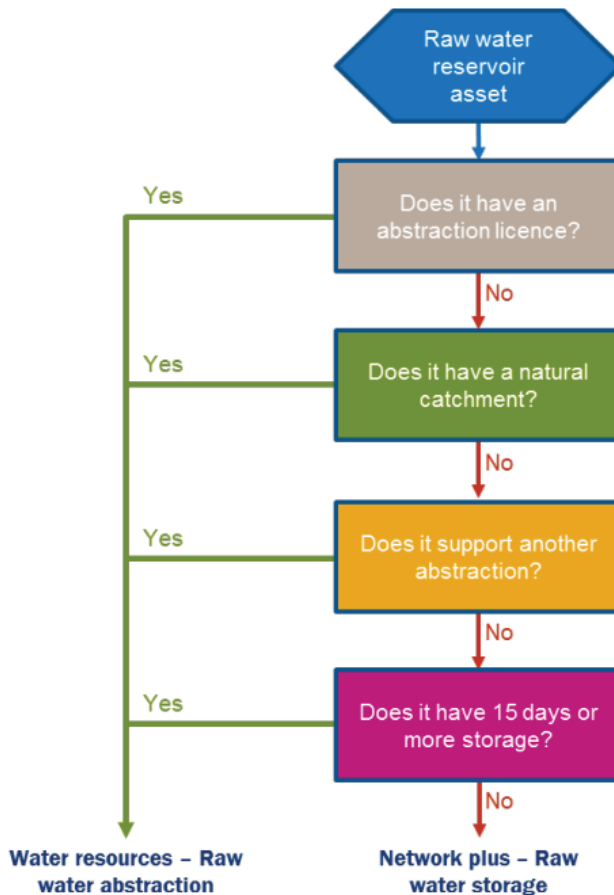 Raw water
reservoir
asset
Yes
Does it have an
abstraction licence?
No
Yes
Does it have a natural
catchment?
No
Yes
Does it support another
abstraction?
No
Yes
Does it have 15 days or
more storage?
No
Water resources – Raw
water abstraction
Network plus – Raw
water storage